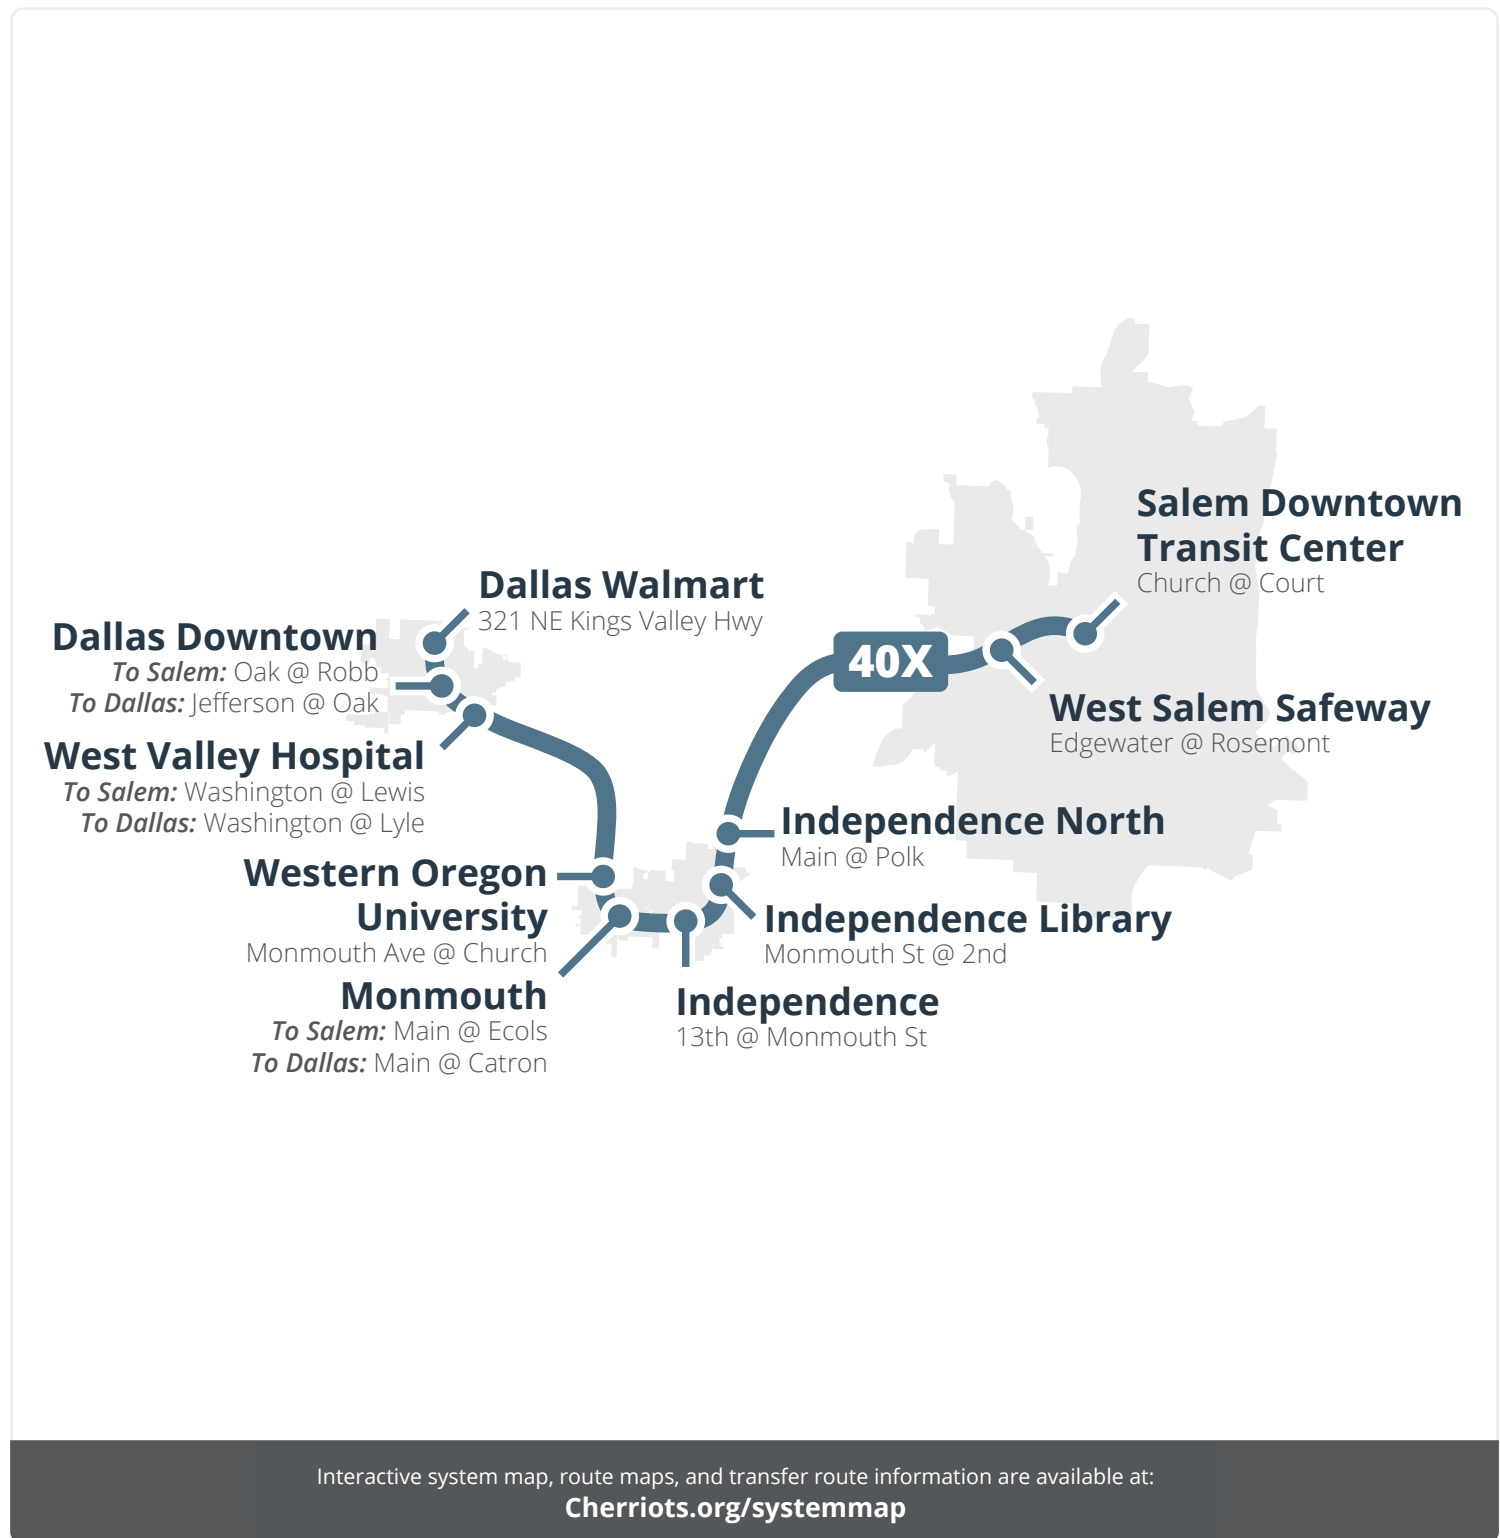 Salem Downtown
Transit Center
Church @ Court
Dallas Walmart
321 NE Kings Valley Hwy
Dallas Downtown
To Salem: Oak @ Robb
To Dallas: Jefferson @ Oak
40X
West Salem Safeway
Edgewater @ Rosemont
West Valley Hospital
To Salem: Washington @ Lewis
To Dallas: Washington @ Lyle
Independence North
Main @ Polk
Western Oregon
University
Monmouth Ave @ Church
Independence Library
Monmouth St @ 2nd
Monmouth
To Salem: Main @ Ecols
To Dallas: Main @ Catron
Independence
13th @ Monmouth St
Interactive system map, route maps, and transfer route information are available at:
Cherriots.org/systemmap